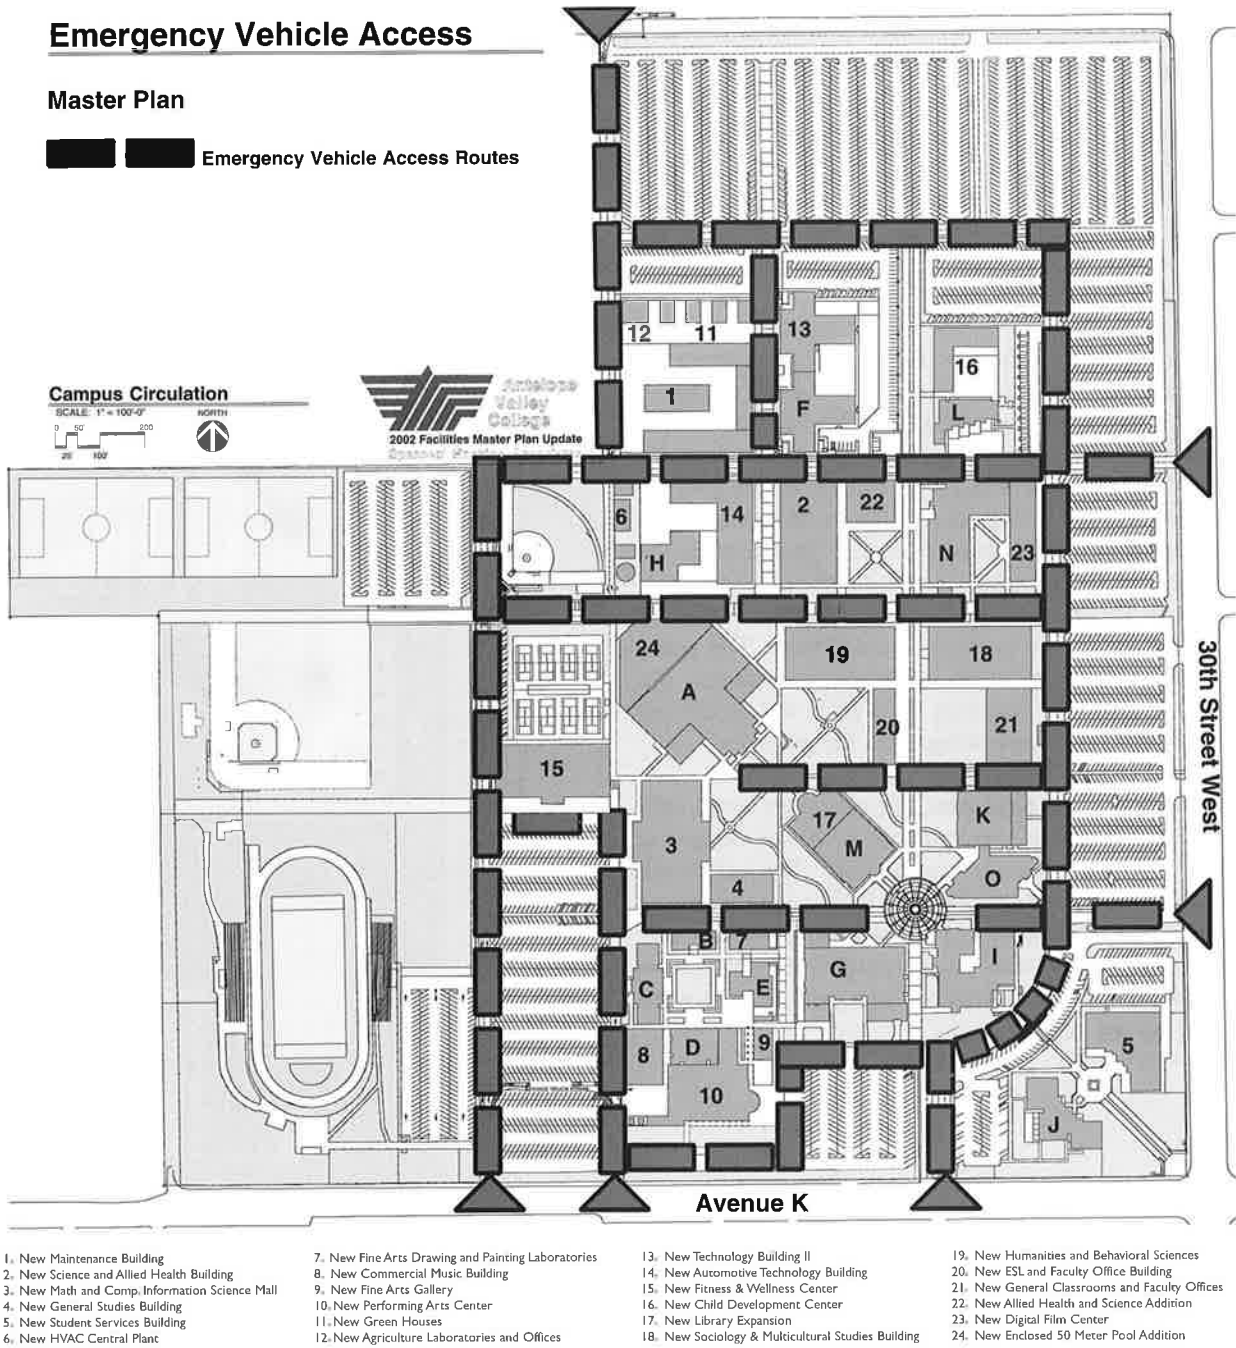 Emergency Vehicle Access
Master Plan
Emergency Vehicle Access Routes
Campus Circulation
SCALE: 1" = 100'-0"
NORTH
0 50' 200
25' 100'
Antelope
Valley
College
2002 Facilities Master Plan Update
12 11 13
1 F 16 L
6 14 2 22
H N 23
24 19 18
A
20 21
15
17 K
3 M
4 O
B 7
C E G I
8 D 9 5
10 J
30th Street West
Avenue K
1. New Maintenance Building
2. New Science and Allied Health Building
3. New Math and Comp. Information Science Mall
4. New General Studies Building
5. New Student Services Building
6. New HVAC Central Plant
7. New Fine Arts Drawing and Painting Laboratories
8. New Commercial Music Building
9. New Fine Arts Gallery
10. New Performing Arts Center
11. New Green Houses
12. New Agriculture Laboratories and Offices
13. New Technology Building II
14. New Automotive Technology Building
15. New Fitness & Wellness Center
16. New Child Development Center
17. New Library Expansion
18. New Sociology & Multicultural Studies Building
19. New Humanities and Behavioral Sciences
20. New ESL and Faculty Office Building
21. New General Classrooms and Faculty Offices
22. New Allied Health and Science Addition
23. New Digital Film Center
24. New Enclosed 50 Meter Pool Addition